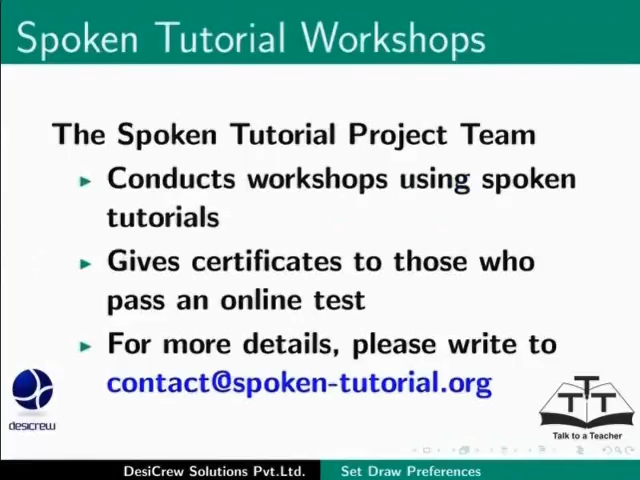 Spoken Tutorial Workshops
The Spoken Tutorial Project Team
Conducts workshops using spoken
tutorials
Gives certificates to those who
pass an online test
For more details, please write to
contact@spoken-tutorial.org
desicrew
TTT
Talk to a Teacher
DesiCrew Solutions Pvt.Ltd. Set Draw Preferences